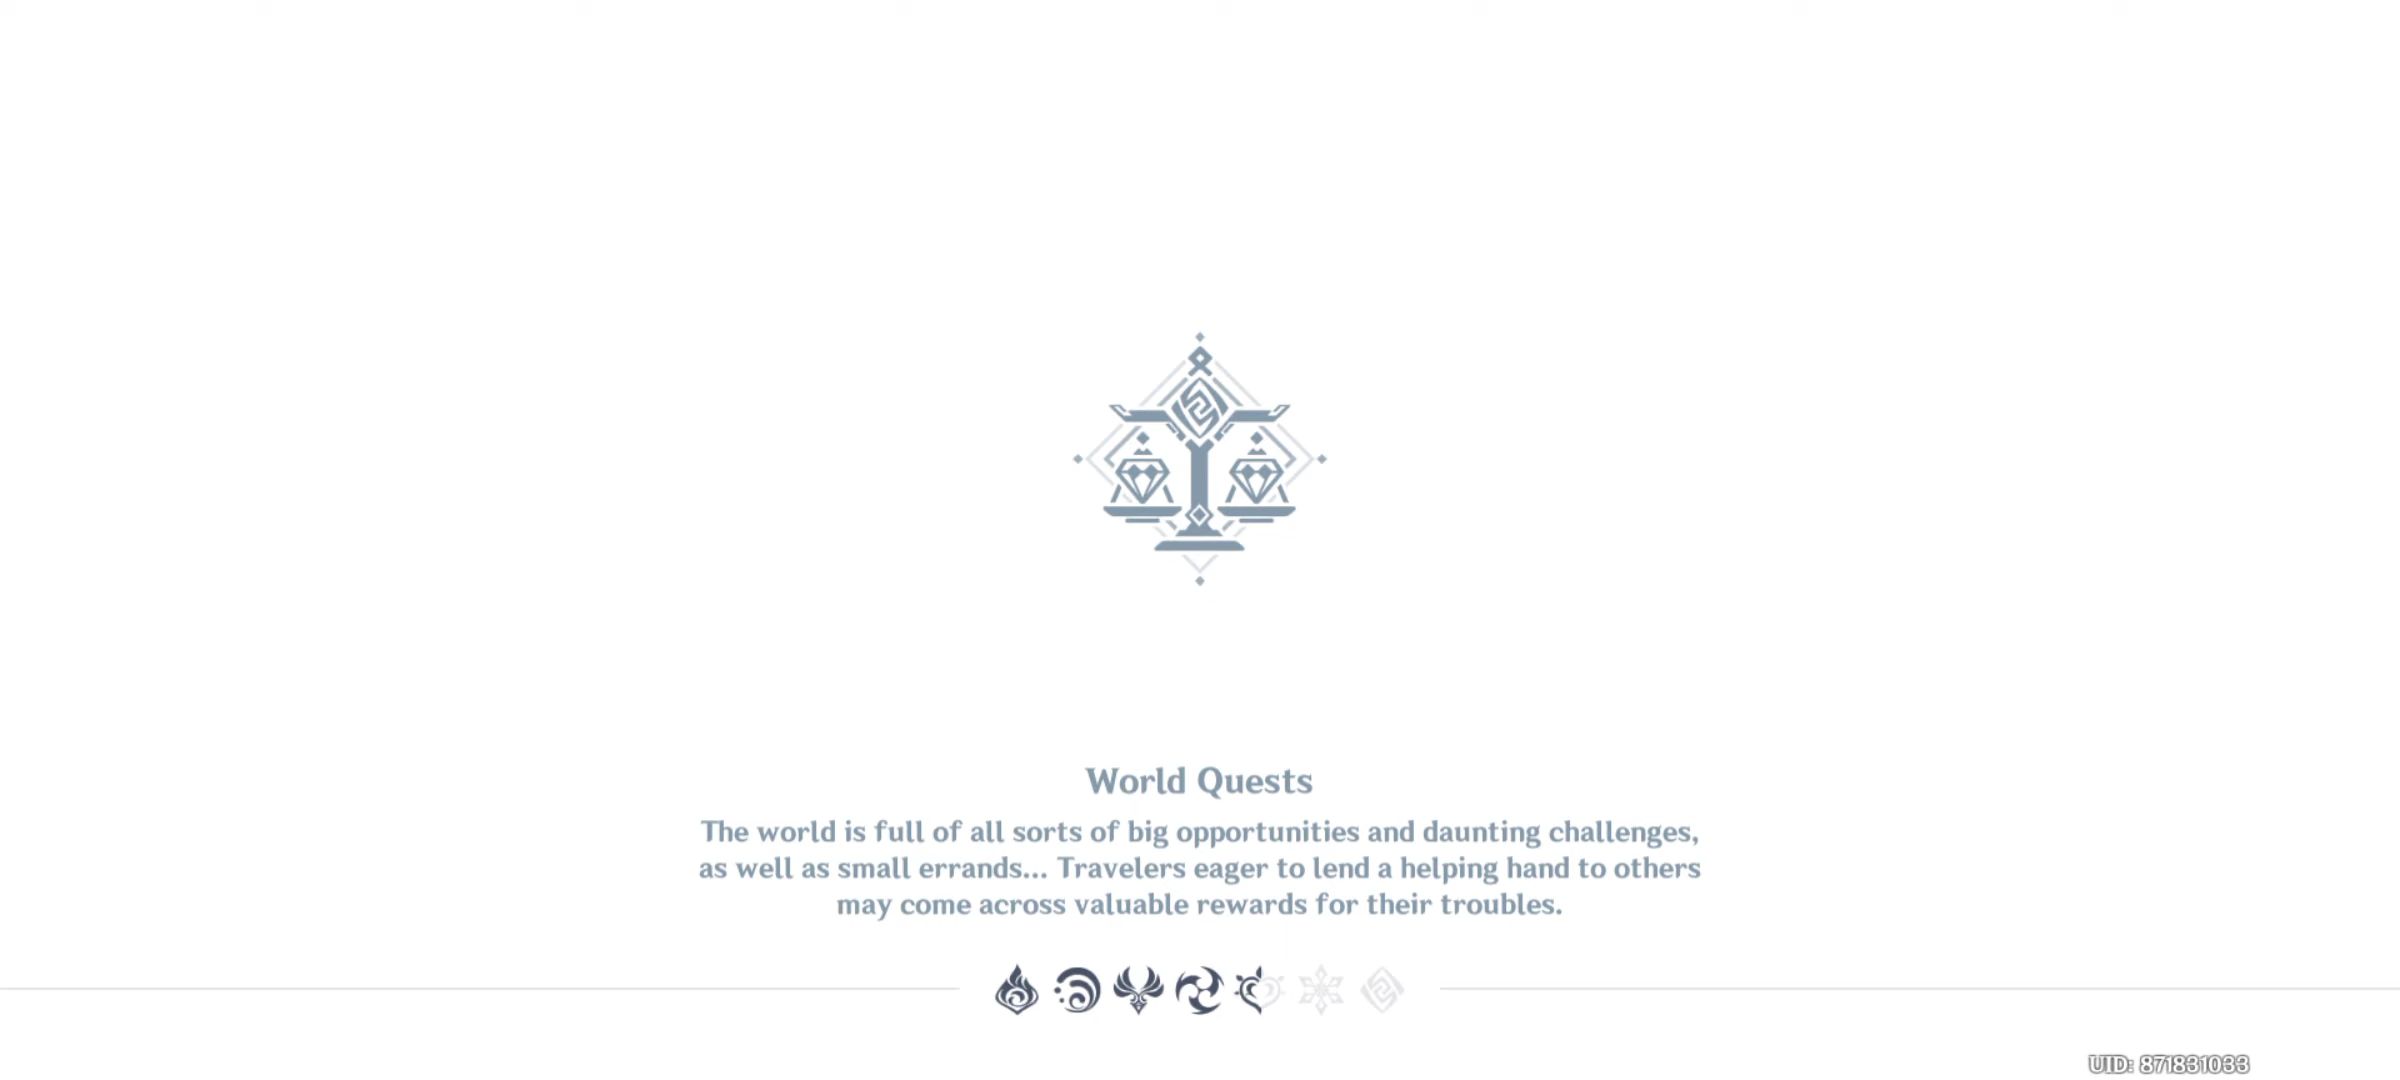 World Quests
The world is full of all sorts of big opportunities and daunting challenges,
as well as small errands... Travelers eager to lend a helping hand to others
may come across valuable rewards for their troubles.
UID: 871831033